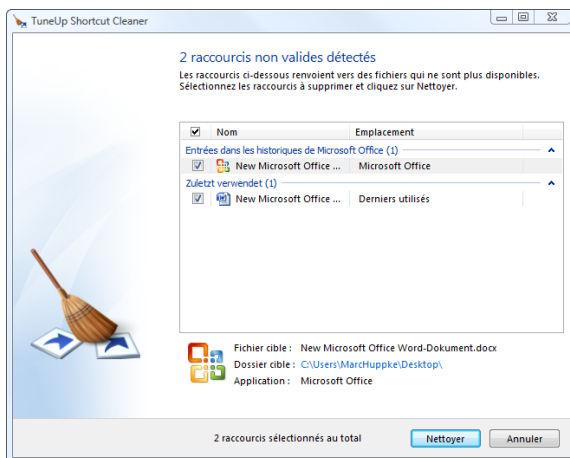 TuneUp Shortcut Cleaner
2 raccourcis non valides détectés
Les raccourcis ci-dessous renvoient vers des fichiers qui ne sont plus disponibles.
Sélectionnez les raccourcis à supprimer et cliquez sur Nettoyer.
Nom Emplacement
Entrées dans les historiques de Microsoft Office (1)
New Microsoft Office ... Microsoft Office
Zuletzt verwendet (1)
New Microsoft Office ... Derniers utilisés
Fichier cible : New Microsoft Office Word-Dokument.docx
Dossier cible : C:\Users\MarcHuppke\Desktop\
Application : Microsoft Office
2 raccourcis sélectionnés au total Nettoyer Annuler